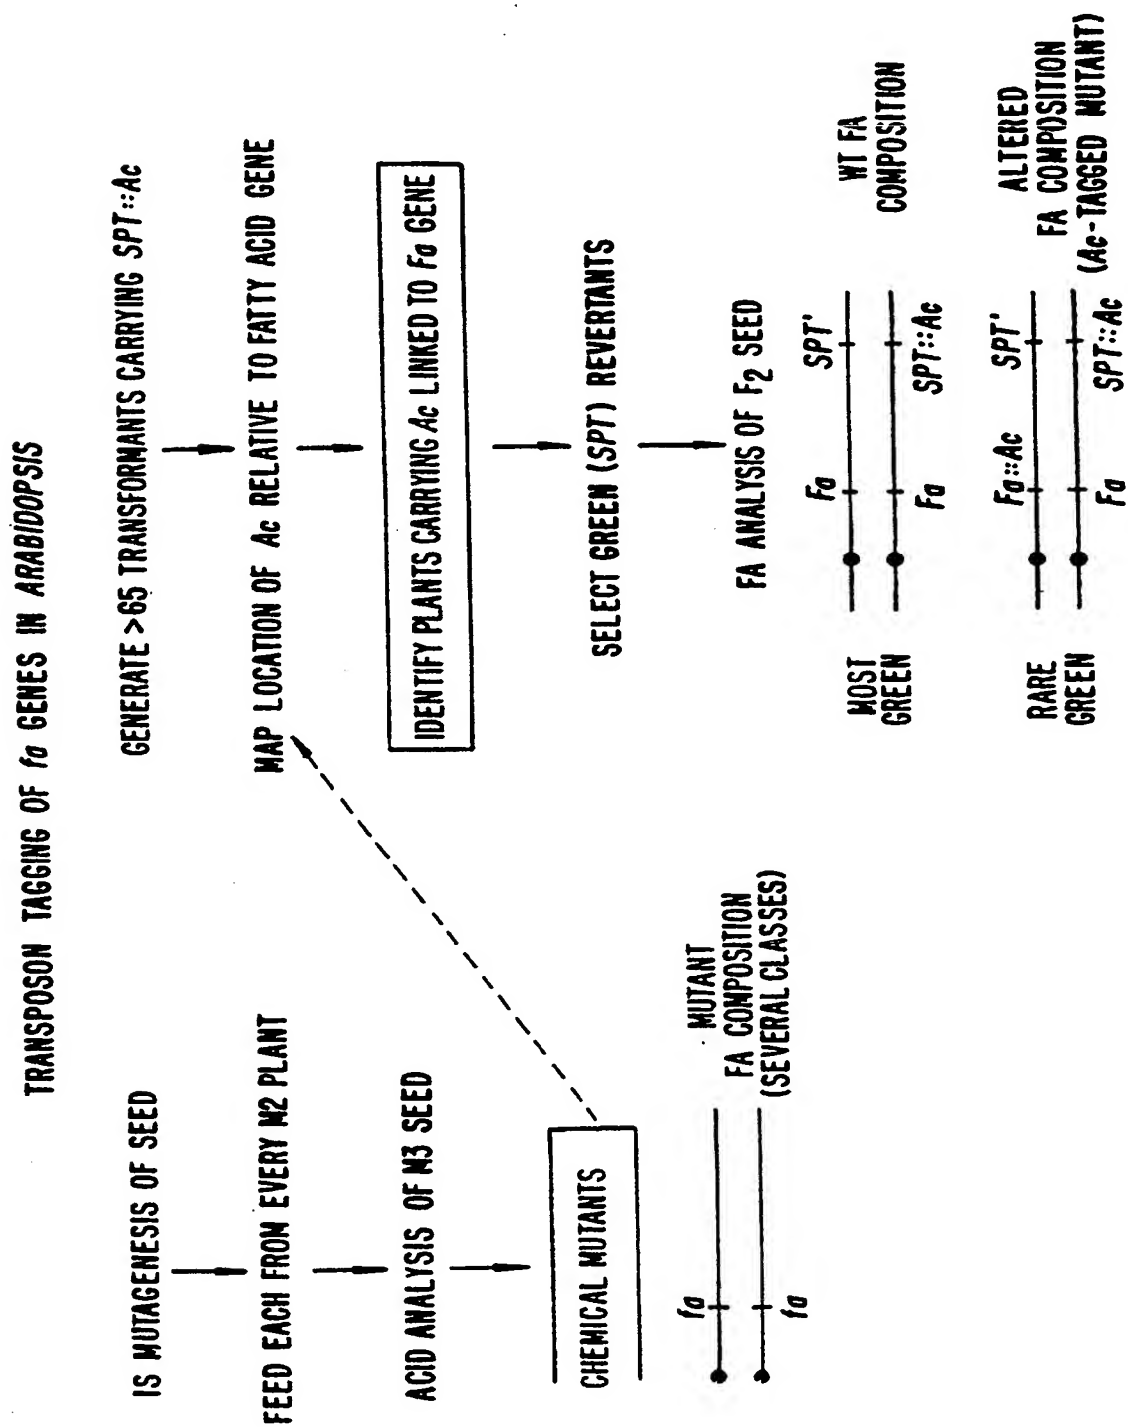 TRANSPOSON TAGGING OF fa GENES IN ARABIDOPSIS
IS MUTAGENESIS OF SEED
FEED EACH FROM EVERY M2 PLANT
ACID ANALYSIS OF M3 SEED
CHEMICAL MUTANTS
fa
fa
MUTANT
FA COMPOSITION
(SEVERAL CLASSES)
GENERATE >65 TRANSFORMANTS CARRYING SPT::Ac
MAP LOCATION OF Ac RELATIVE TO FATTY ACID GENE
IDENTIFY PLANTS CARRYING Ac LINKED TO Fa GENE
SELECT GREEN (SPT) REVERTANTS
FA ANALYSIS OF F2 SEED
MOST
GREEN
Fa SPT'
Fa SPT::Ac
WT FA
COMPOSITION
RARE
GREEN
Fa::Ac SPT'
Fa SPT::Ac
ALTERED
FA COMPOSITION
(Ac-TAGGED MUTANT)